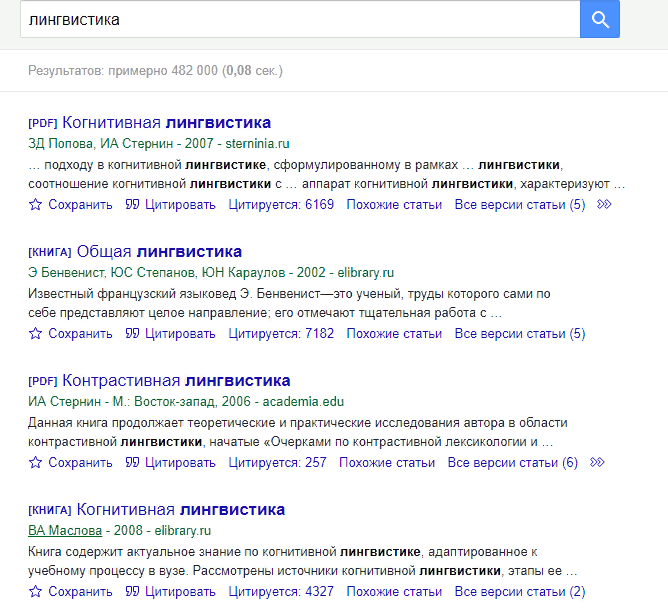 лингвистика
Результатов: примерно 482 000 (0,08 сек.)
[PDF] Когнитивная лингвистика
ЗД Попова, ИА Стернин - 2007 - sterninia.ru
… подходу в когнитивной лингвистике, сформулированному в рамках … лингвистики,
соотношение когнитивной лингвистики с … аппарат когнитивной лингвистики, характеризуют …
Сохранить Цитировать Цитируется: 6169 Похожие статьи Все версии статьи (5)
[КНИГА] Общая лингвистика
Э Бенвенист, ЮС Степанов, ЮН Караулов - 2002 - elibrary.ru
Известный французский языковед Э. Бенвенист—это ученый, труды которого сами по
себе представляют целое направление; его отмечают тщательная работа с …
Сохранить Цитировать Цитируется: 7182 Похожие статьи Все версии статьи (5)
[PDF] Контрастивная лингвистика
ИА Стернин - М.: Восток-запад, 2006 - academia.edu
Данная книга продолжает теоретические и практические исследования автора в области
контрастивной лингвистики, начатые «Очерками по контрастивной лексикологии и …
Сохранить Цитировать Цитируется: 257 Похожие статьи Все версии статьи (6)
[КНИГА] Когнитивная лингвистика
ВА Маслова - 2008 - elibrary.ru
Книга содержит актуальное знание по когнитивной лингвистике, адаптированное к
учебному процессу в вузе. Рассмотрены источники когнитивной лингвистики, этапы ее …
Сохранить Цитировать Цитируется: 4327 Похожие статьи Все версии статьи (2)